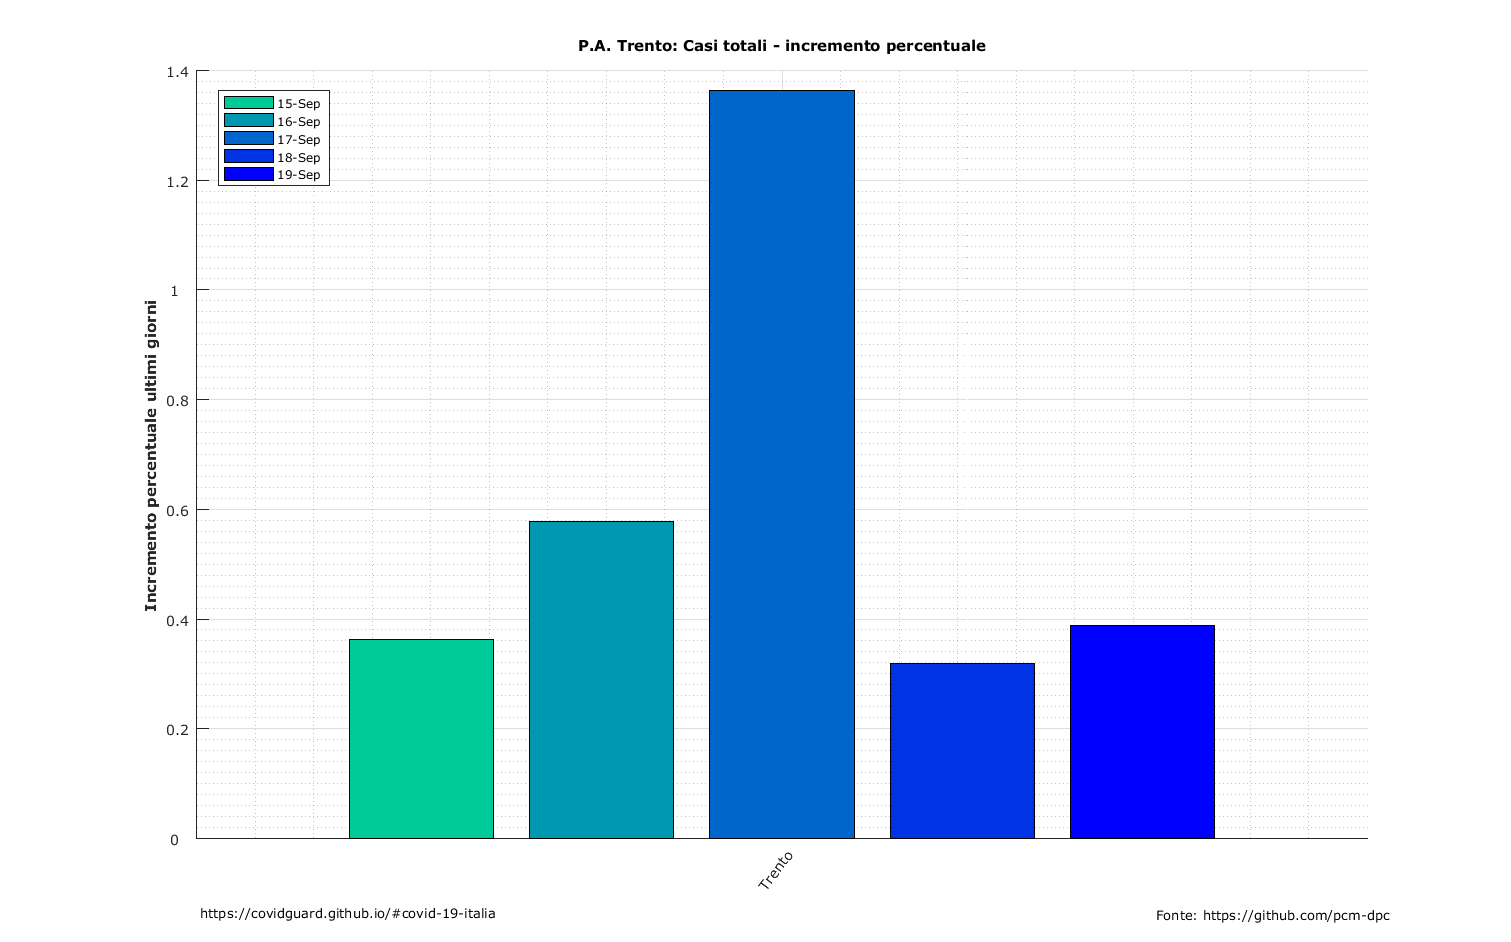 P.A. Trento: Casi totali - incremento percentuale
1.4
1.2
1
0.8
0.6
0.4
0.2
0
Incremento percentuale ultimi giorni
15-Sep
16-Sep
17-Sep
18-Sep
19-Sep
Trento
https://covidguard.github.io/#covid-19-italia
Fonte: https://github.com/pcm-dpc